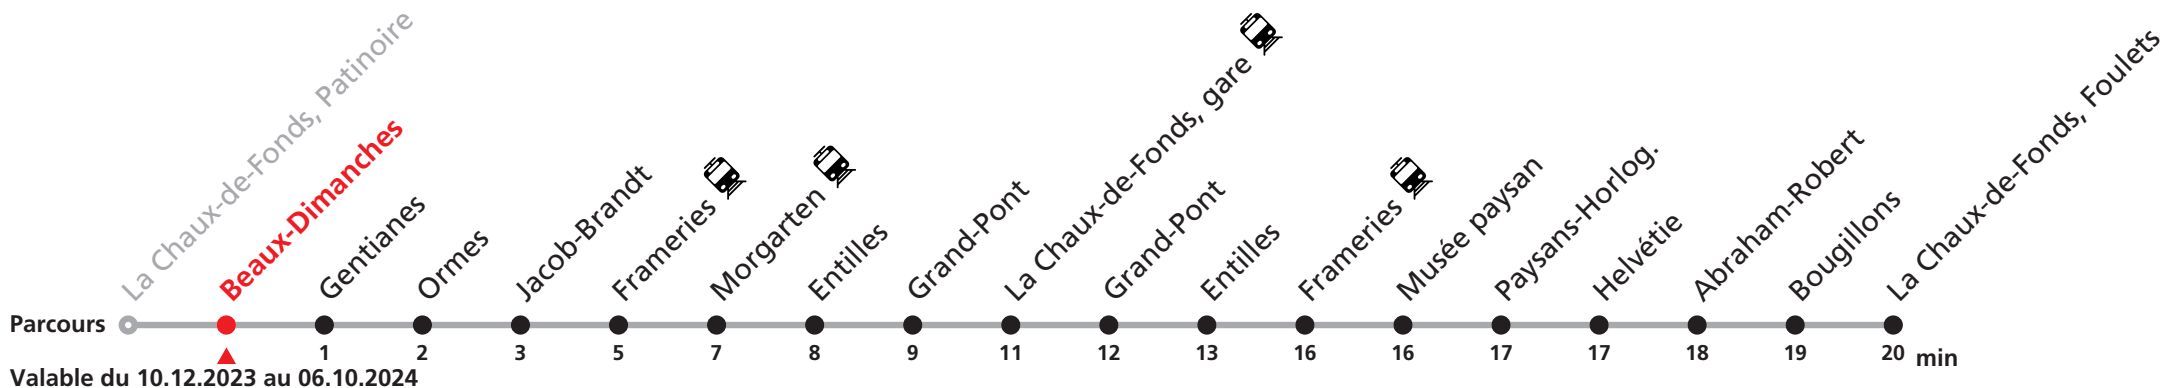 La Chaux-de-Fonds, Patinoire
Beaux-Dimanches
Gentianes
Ormes
Jacob-Brandt
Frameries
Morgarten
Entilles
Grand-Pont
La Chaux-de-Fonds, gare
Grand-Pont
Entilles
Frameries
Musée paysan
Paysans-Horlog.
Helvétie
Abraham-Robert
Bougillons
La Chaux-de-Fonds, Foulets
Parcours
1 2 3 5 7 8 9 11 12 13 16 16 17 17 18 19 20 min
Valable du 10.12.2023 au 06.10.2024